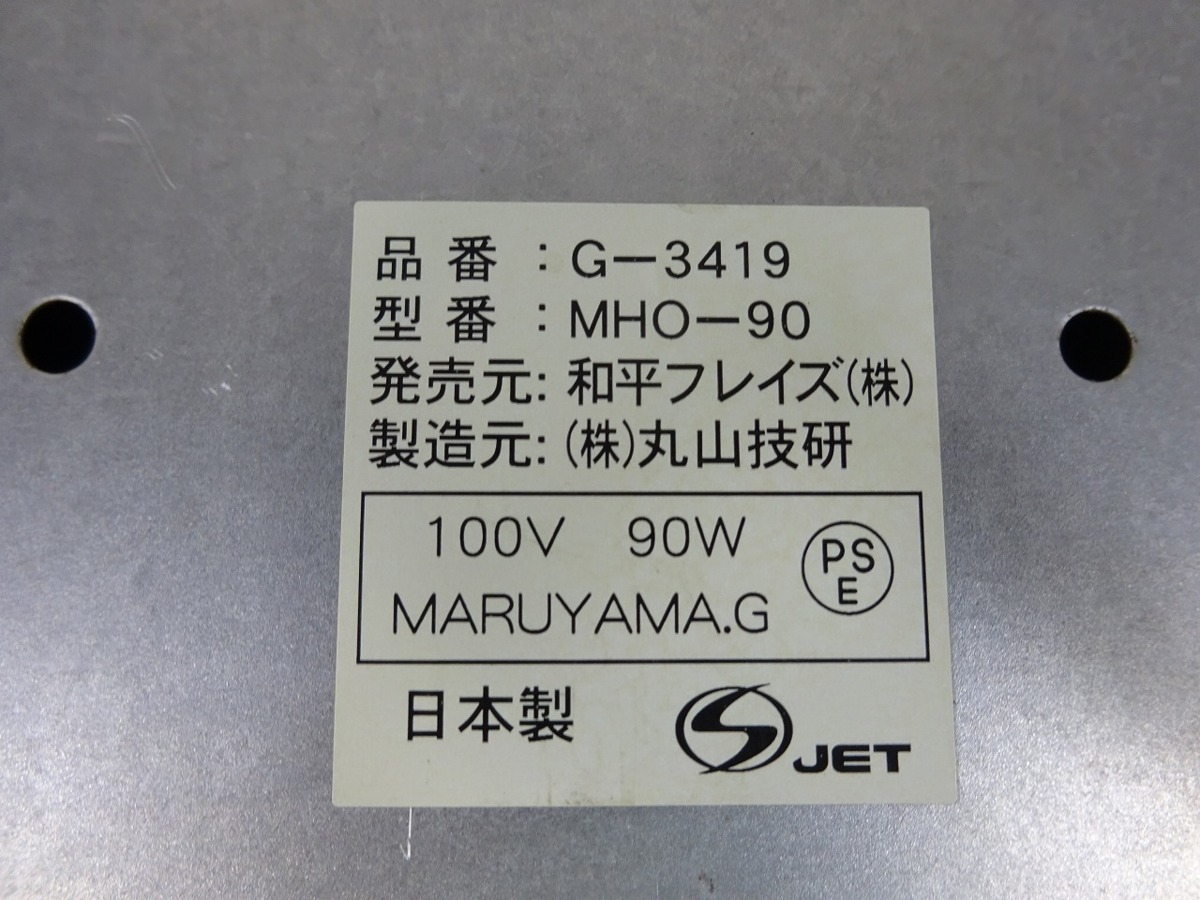 品番 : G-3419
型番 : MHO-90
発売元: 和平フレイズ(株)
製造元: (株)丸山技研
100V 90W
PS
E
MARUYAMA.G
日本製
S JET